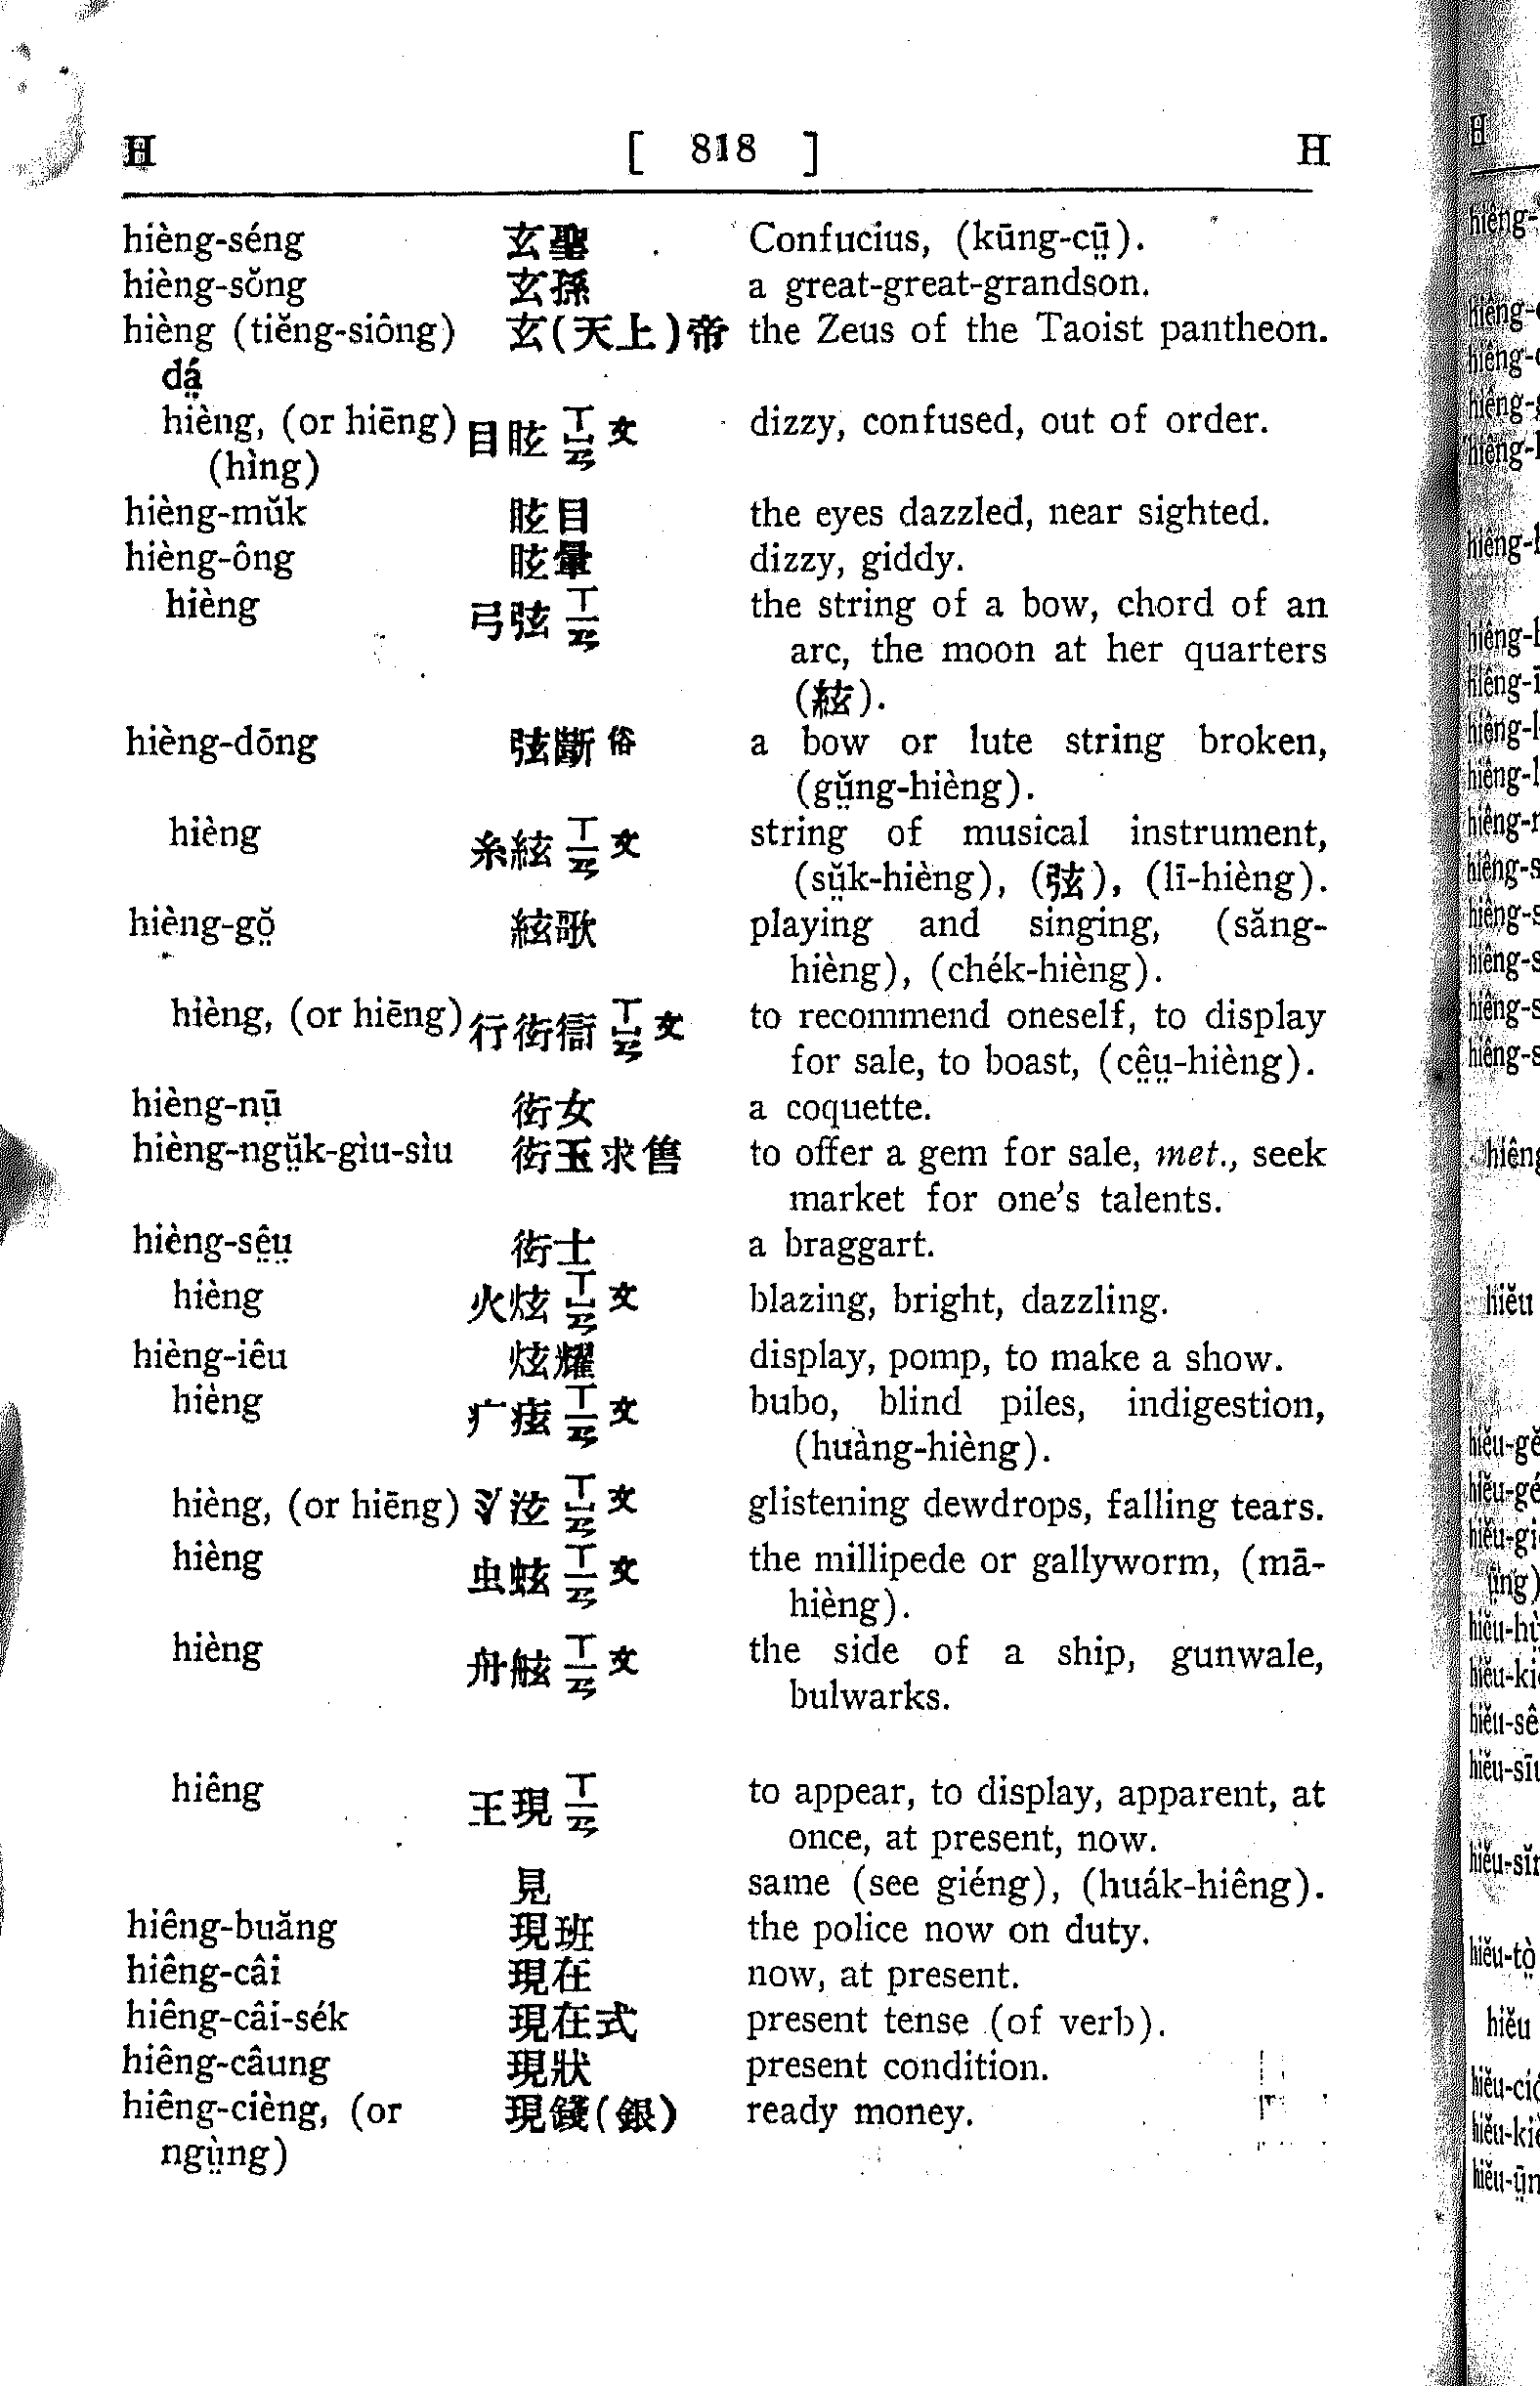 H [ 818 ] H
hièng-séng 玄聖 Confucius, (kūng-cṳ̄).
hièng-sŏng 玄孫 a great-great-grandson.
hièng (tiĕng-siông) 玄(天上)帝 the Zeus of the Taoist pantheon.
dá̤
hièng, (or hiēng) 目眩 ㄒㄩㄢ 文 dizzy, confused, out of order.
(hìng)
hièng-mŭk 眩目 the eyes dazzled, near sighted.
hièng-ông 眩暈 dizzy, giddy.
hièng 弓弦 ㄒㄧㄢ the string of a bow, chord of an
arc, the moon at her quarters
(絃).
hièng-dōng 弦斷 俗 a bow or lute string broken,
(gṳ̆ng-hièng).
hièng 糸絃 ㄒㄧㄢ 文 string of musical instrument,
(sṳ̆k-hièng), (弦), (lī-hièng).
hièng-gŏ̤ 絃歌 playing and singing, (săng-
hièng), (chék-hièng).
hièng, (or hiēng) 行衒衒 ㄒㄩㄢ 文 to recommend oneself, to display
for sale, to boast, (cê̤ṳ-hièng).
hièng-nṳ̄ 衒女 a coquette.
hièng-ngṳ̆k-gìu-sìu 衒玉求售 to offer a gem for sale, met., seek
market for one's talents.
hièng-sê̤ṳ 衒士 a braggart.
hièng 火炫 ㄒㄩㄢ 文 blazing, bright, dazzling.
hièng-iêu 炫耀 display, pomp, to make a show.
hièng 疒痃 ㄒㄧㄢ 文 bubo, blind piles, indigestion,
(huàng-hièng).
hièng, (or hiēng) 氵泫 ㄒㄩㄢ 文 glistening dewdrops, falling tears.
hièng 虫蚿 ㄒㄧㄢ 文 the millipede or gallyworm, (mā-
hièng).
hièng 舟舷 ㄒㄧㄢ 文 the side of a ship, gunwale,
bulwarks.
hiêng 王現 ㄒㄧㄢ to appear, to display, apparent, at
once, at present, now.
見 same (see giéng), (huák-hiêng).
hiêng-buăng 現班 the police now on duty.
hiêng-câi 現在 now, at present.
hiêng-câi-sék 現在式 present tense (of verb).
hiêng-câung 現狀 present condition.
hiêng-cièng, (or 現錢(銀) ready money.
ngṳ̀ng)